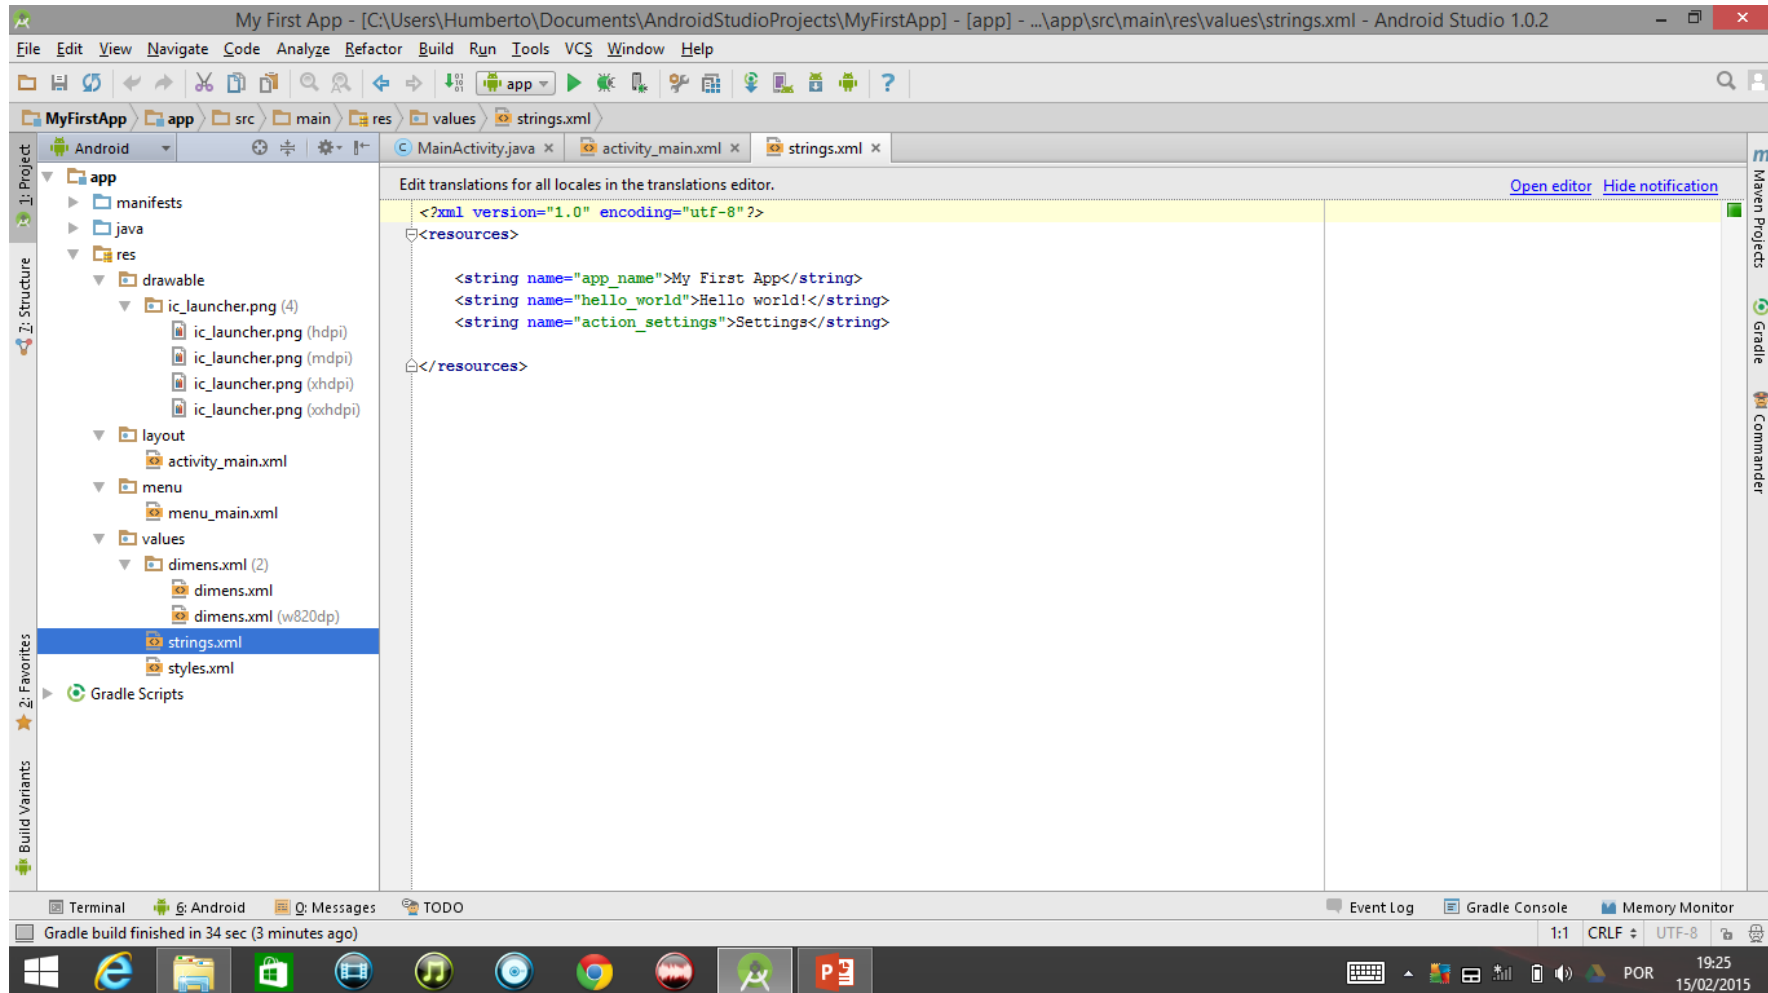 My First App - [C:\Users\Humberto\Documents\AndroidStudioProjects\MyFirstApp] - [app] - ...\app\src\main\res\values\strings.xml - Android Studio 1.0.2
File Edit View Navigate Code Analyze Refactor Build Run Tools VCS Window Help
app
MyFirstApp app src main res values strings.xml
1: Project
7: Structure
2: Favorites
Build Variants
Android
app
manifests
java
res
drawable
ic_launcher.png (4)
ic_launcher.png (hdpi)
ic_launcher.png (mdpi)
ic_launcher.png (xhdpi)
ic_launcher.png (xxhdpi)
layout
activity_main.xml
menu
menu_main.xml
values
dimens.xml (2)
dimens.xml
dimens.xml (w820dp)
strings.xml
styles.xml
Gradle Scripts
MainActivity.java activity_main.xml strings.xml
Edit translations for all locales in the translations editor. Open editor Hide notification
<?xml version="1.0" encoding="utf-8"?>
<resources>
<string name="app_name">My First App</string>
<string name="hello_world">Hello world!</string>
<string name="action_settings">Settings</string>
</resources>
Maven Projects
Gradle
Commander
Terminal 6: Android 0: Messages TODO Event Log Gradle Console Memory Monitor
Gradle build finished in 34 sec (3 minutes ago) 1:1 CRLF UTF-8
POR
19:25
15/02/2015